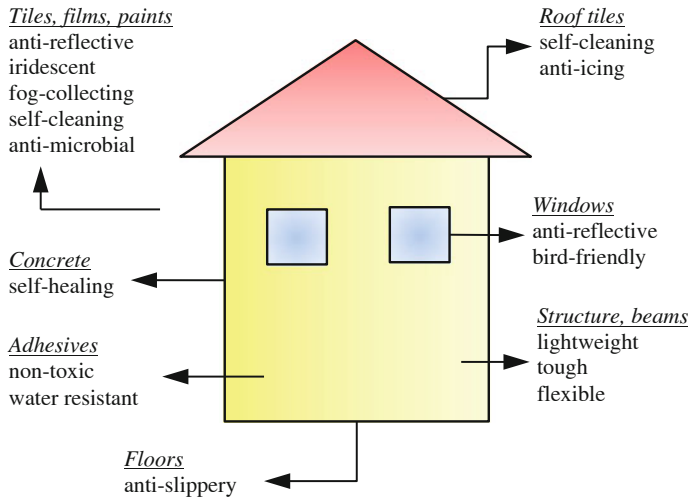 Tiles, films, paints
anti-reflective
iridescent
fog-collecting
self-cleaning
anti-microbial
Roof tiles
self-cleaning
anti-icing
Windows
anti-reflective
bird-friendly
Concrete
self-healing
Structure, beams
lightweight
tough
flexible
Adhesives
non-toxic
water resistant
Floors
anti-slippery